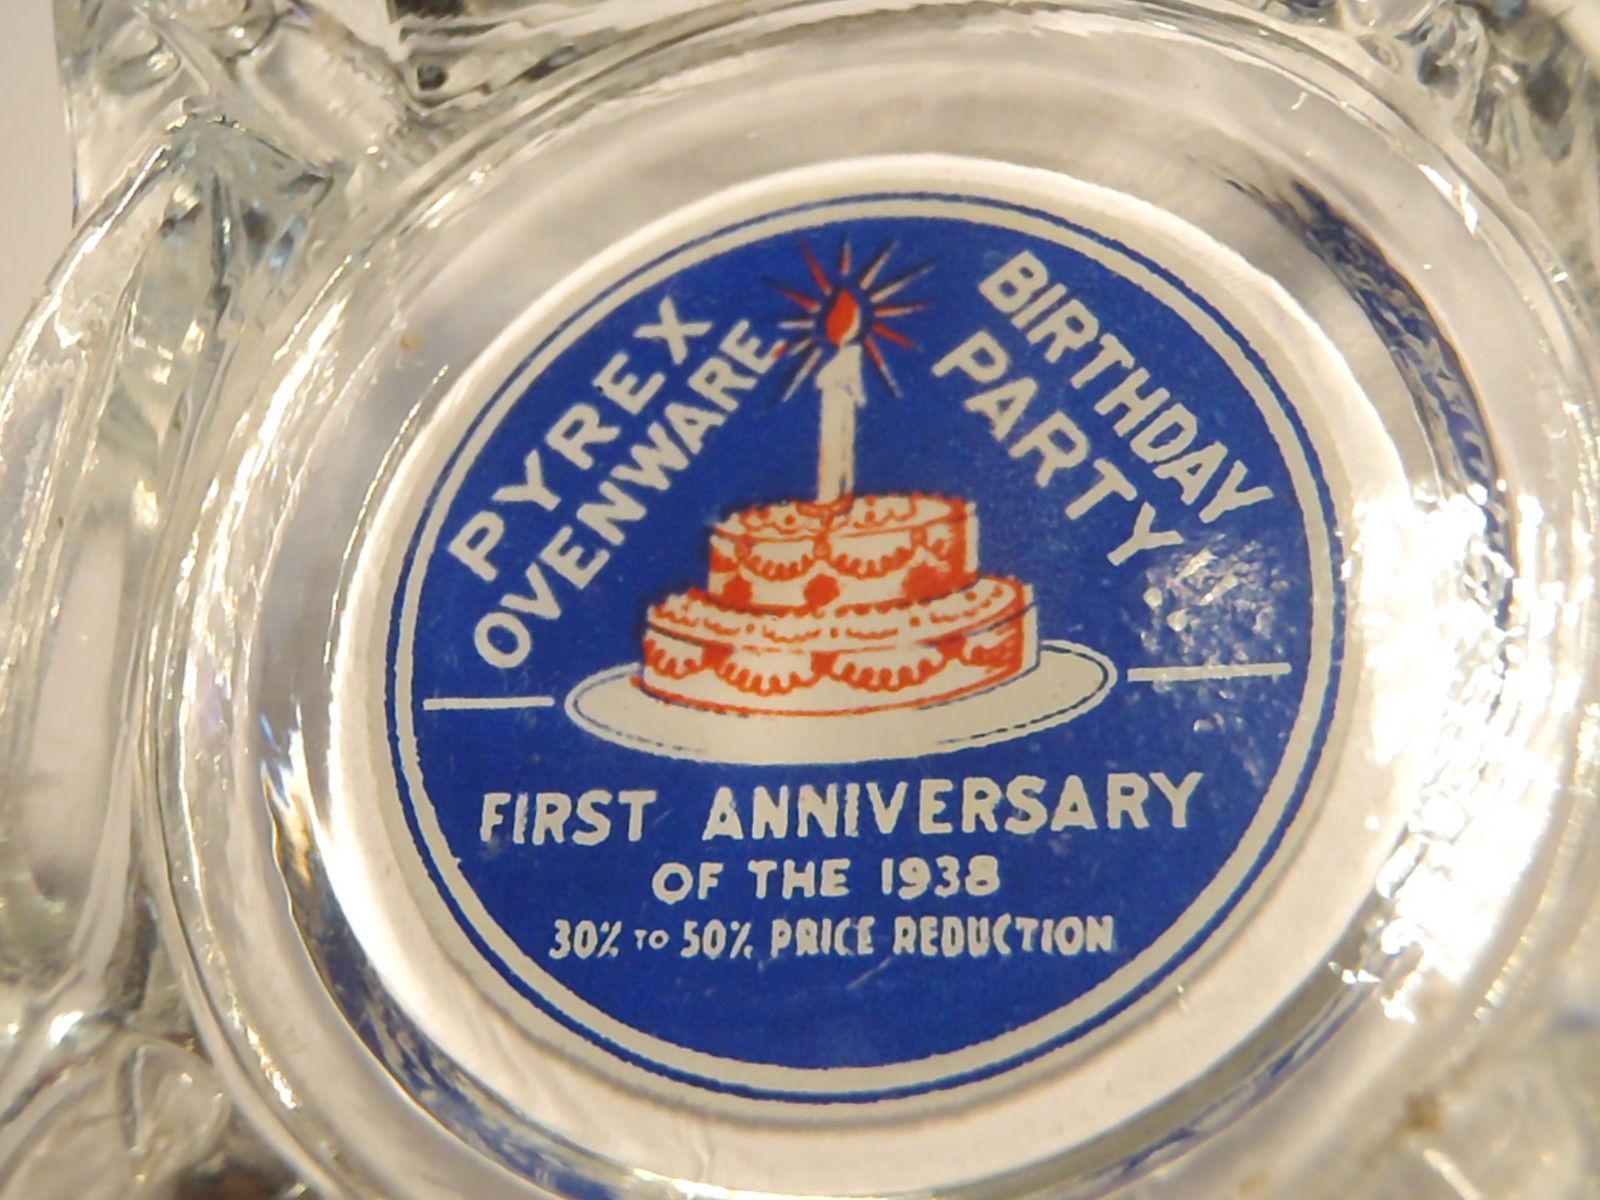 PYREX
OVENWARE
BIRTHDAY
PARTY
FIRST ANNIVERSARY
OF THE 1938
30% TO 50% PRICE REDUCTION